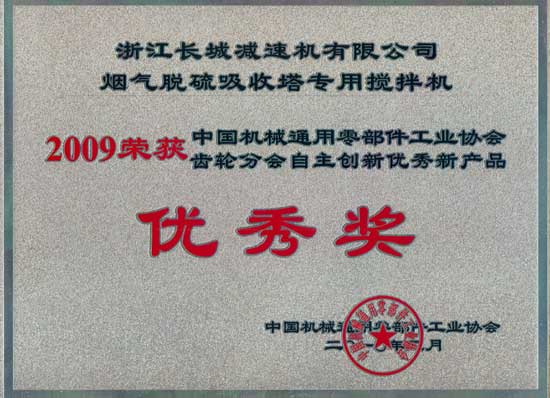 浙江长城减速机有限公司
烟气脱硫吸收塔专用搅拌机
2009荣获
中国机械通用零部件工业协会
齿轮分会自主创新优秀新产品
优秀奖
中国机械通用零部件工业协会
年 月